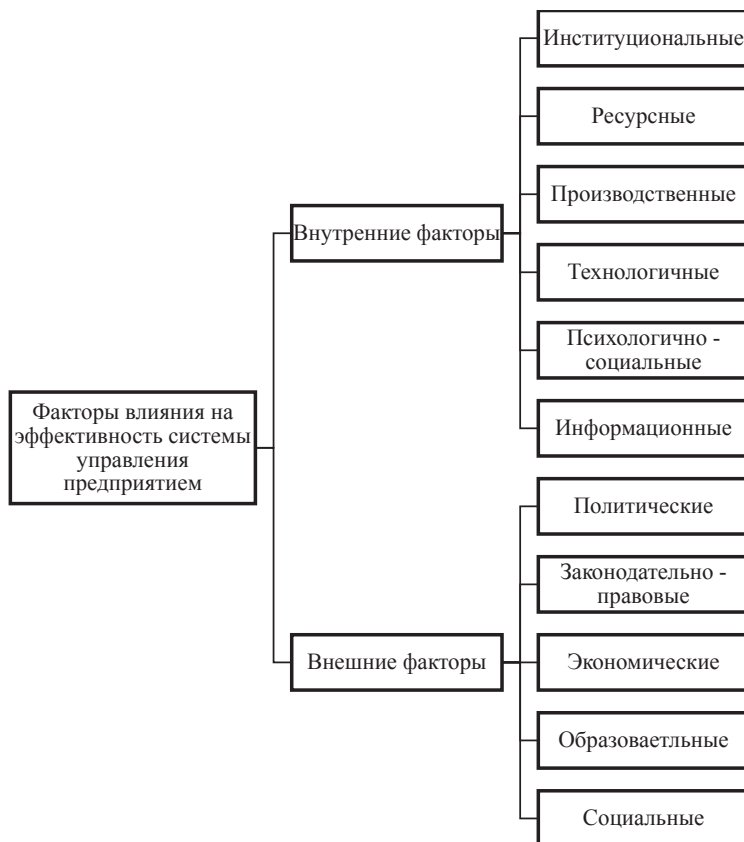 Факторы влияния на
эффективность системы
управления
предприятием
Внутренние факторы
Институциональные
Ресурсные
Производственные
Технологичные
Психологично -
социальные
Информационные
Внешние факторы
Политические
Законодательно -
правовые
Экономические
Образоваетльные
Социальные